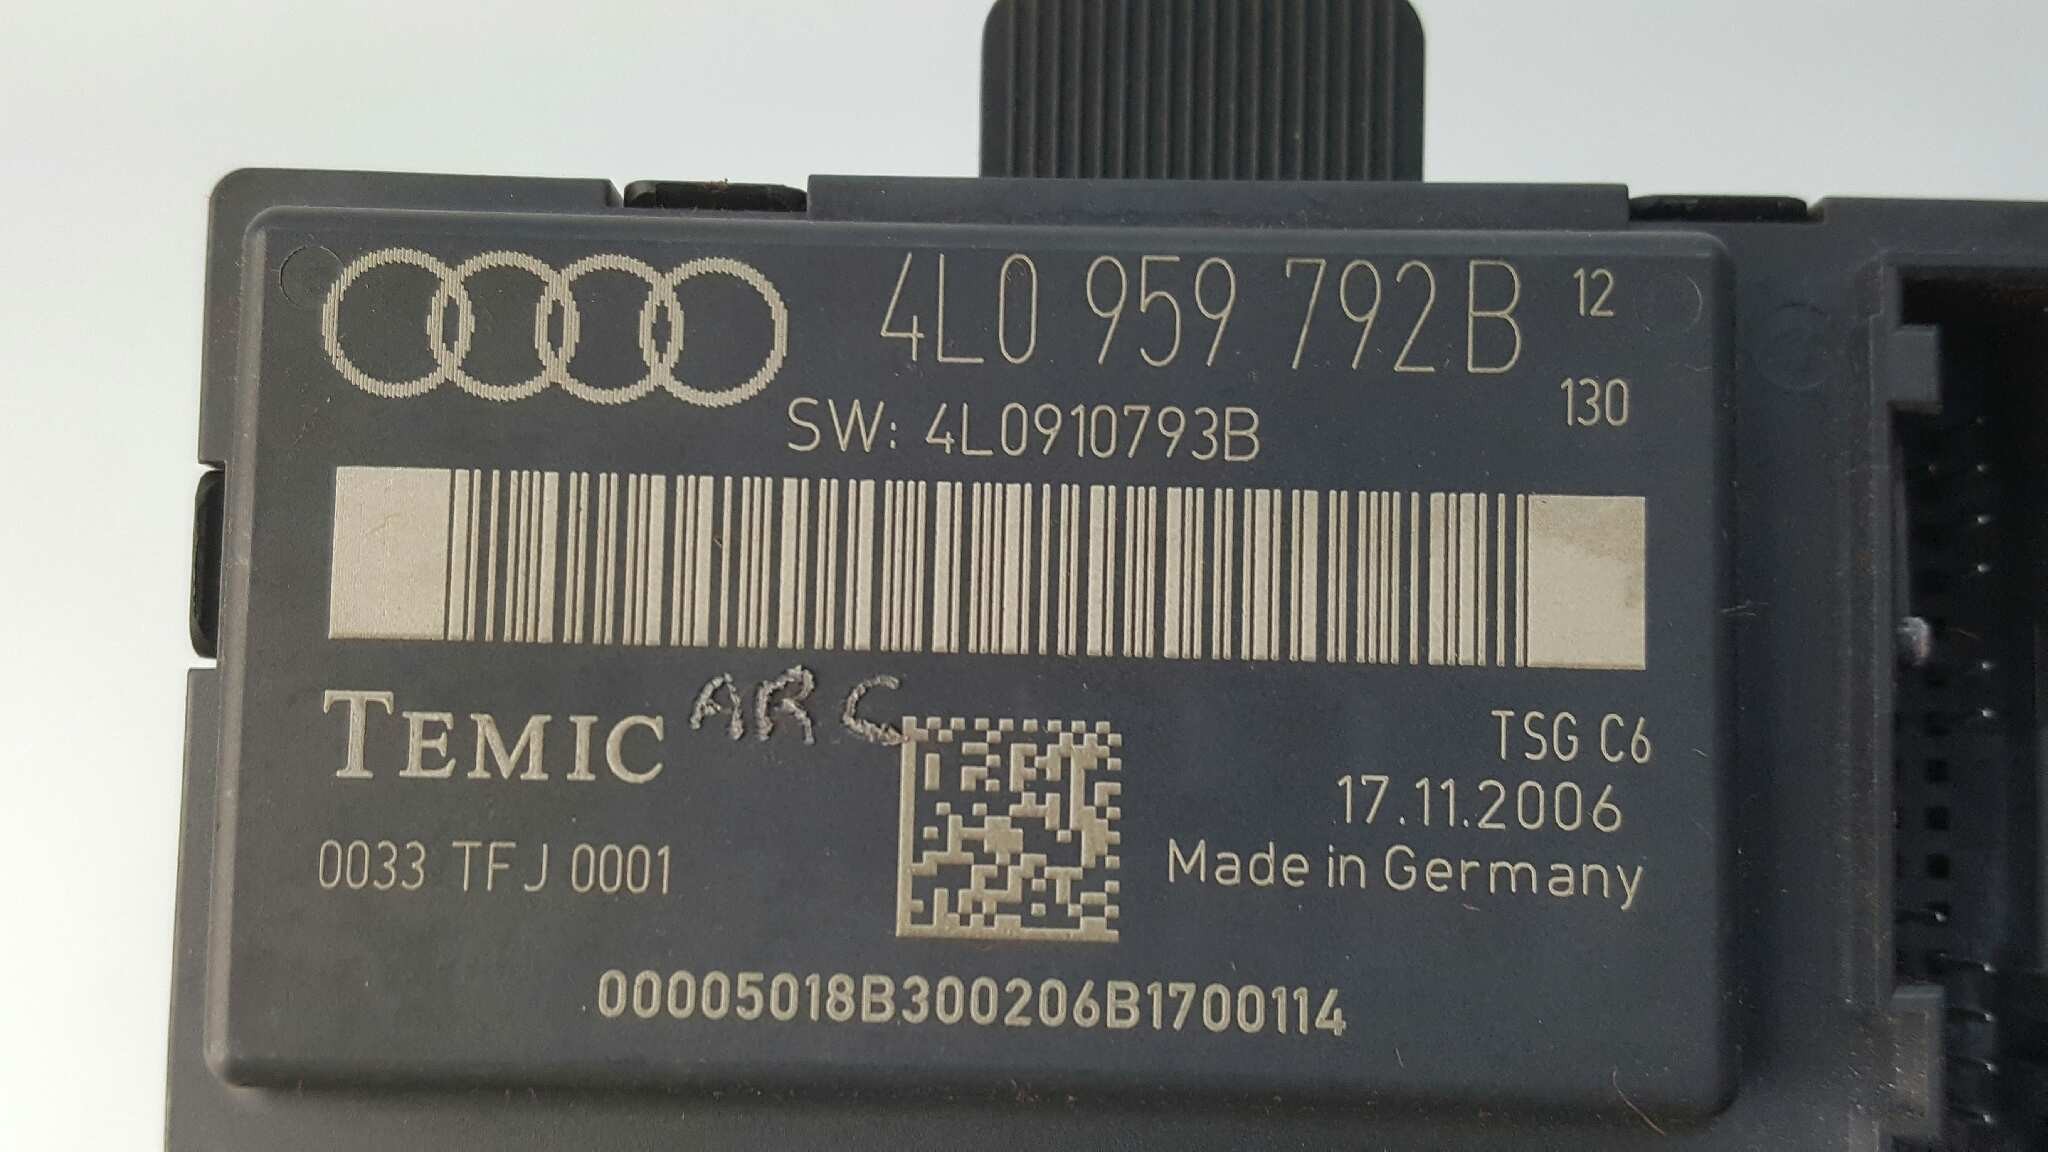 4L0 959 792B 12
130
SW: 4L0910793B
ARC
TEMIC
TSG C6
17.11.2006
0033 TFJ 0001
Made in Germany
00005018B300206B1700114